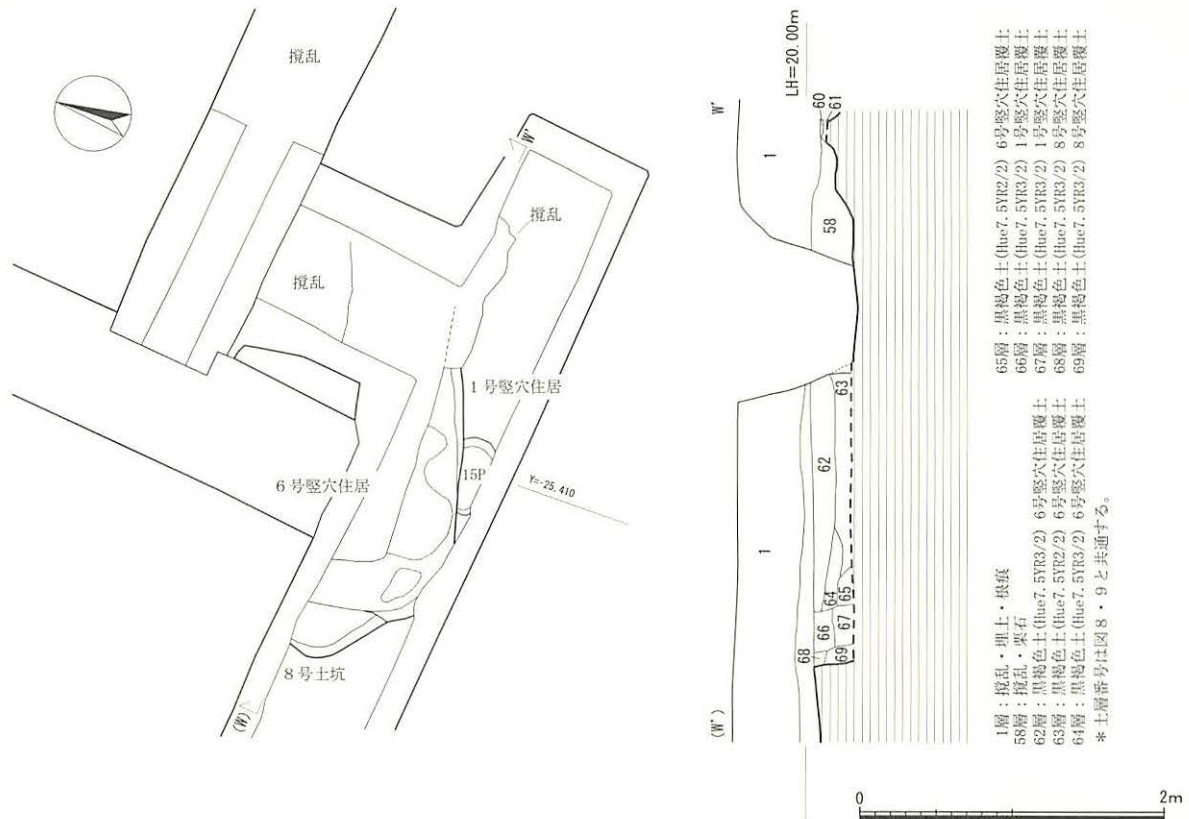 撹乱
W'
撹乱
撹乱
1号竪穴住居
15P
Y=-25.410
6号竪穴住居
8号土坑
(W)
LH=20.00m
W'
60
61
1
58
63
62
1
64
65
66
67
68
69
(W')
1層：撹乱・埋土・根痕
58層：撹乱・栗石
62層：黒褐色土(Hue7.5YR3/2) 6号竪穴住居覆土
63層：黒褐色土(Hue7.5YR2/2) 6号竪穴住居覆土
64層：黒褐色土(Hue7.5YR3/2) 6号竪穴住居覆土
65層：黒褐色土(Hue7.5YR2/2) 6号竪穴住居覆土
66層：黒褐色土(Hue7.5YR3/2) 1号竪穴住居覆土
67層：黒褐色土(Hue7.5YR3/2) 1号竪穴住居覆土
68層：黒褐色土(Hue7.5YR3/2) 8号竪穴住居覆土
69層：黒褐色土(Hue7.5YR3/2) 8号竪穴住居覆土
＊土層番号は図8・9と共通する。
0
2m